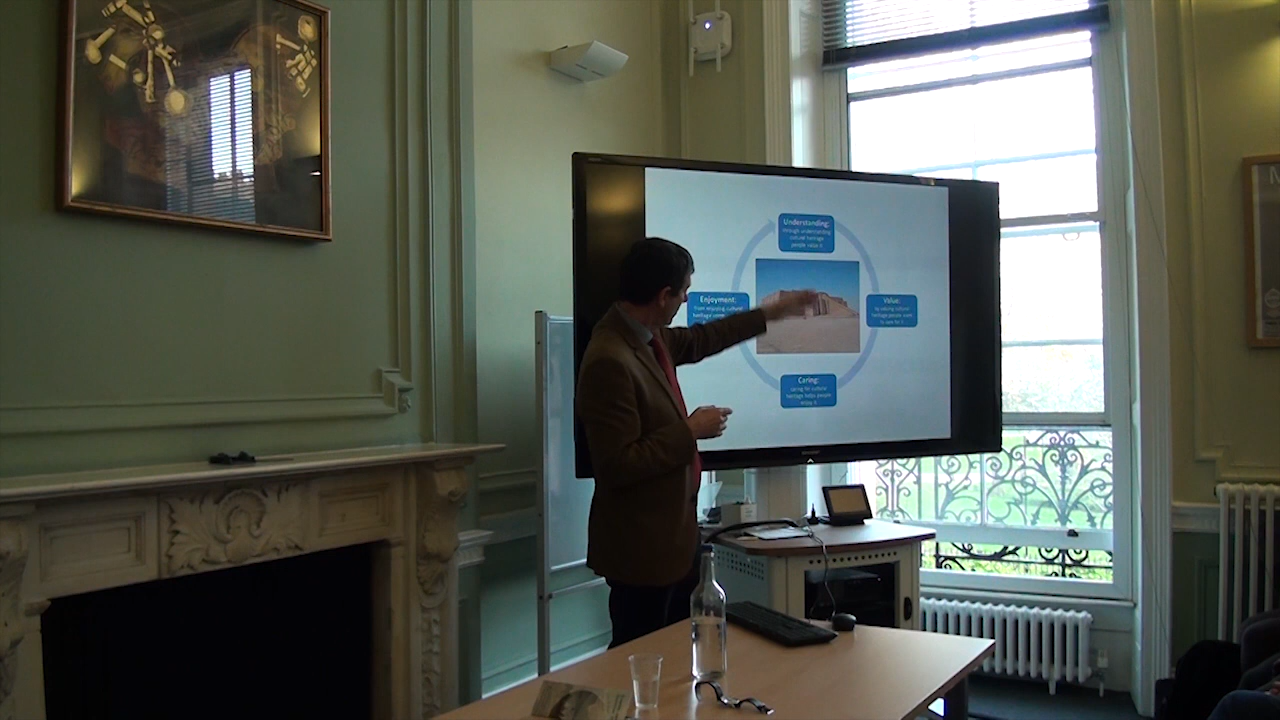 Understanding:
through understanding
cultural heritage
people value it
Enjoyment:
from enjoying cultural
heritage
Value:
by valuing cultural
heritage people want
to care for it
Caring:
caring for cultural
heritage helps people
enjoy it